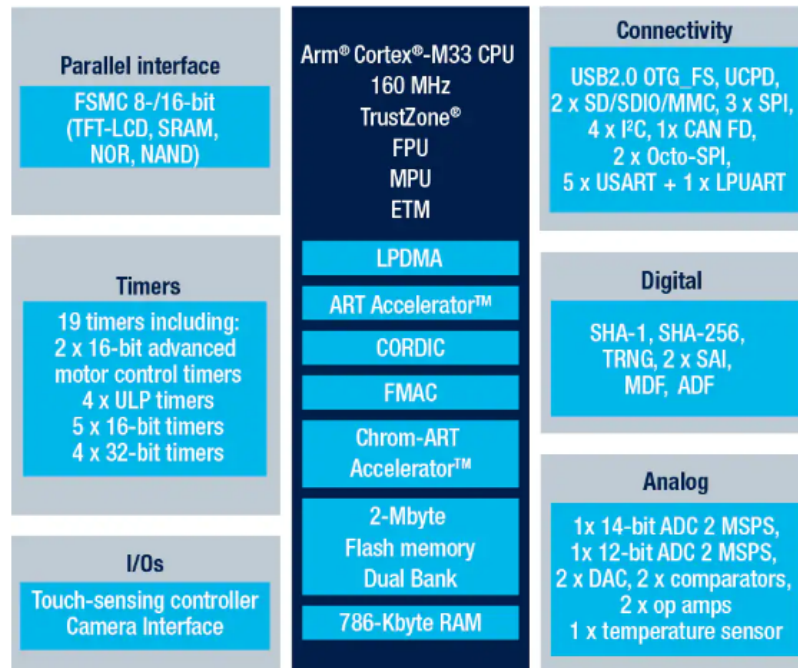 Parallel interface
FSMC 8-/16-bit
(TFT-LCD, SRAM,
NOR, NAND)
Timers
19 timers including:
2 x 16-bit advanced
motor control timers
4 x ULP timers
5 x 16-bit timers
4 x 32-bit timers
I/Os
Touch-sensing controller
Camera Interface
Arm® Cortex®-M33 CPU
160 MHz
TrustZone®
FPU
MPU
ETM
LPDMA
ART Accelerator™
CORDIC
FMAC
Chrom-ART
Accelerator™
2-Mbyte
Flash memory
Dual Bank
786-Kbyte RAM
Connectivity
USB2.0 OTG_FS, UCPD,
2 x SD/SDIO/MMC, 3 x SPI,
4 x I²C, 1x CAN FD,
2 x Octo-SPI,
5 x USART + 1 x LPUART
Digital
SHA-1, SHA-256,
TRNG, 2 x SAI,
MDF, ADF
Analog
1x 14-bit ADC 2 MSPS,
1x 12-bit ADC 2 MSPS,
2 x DAC, 2 x comparators,
2 x op amps
1 x temperature sensor